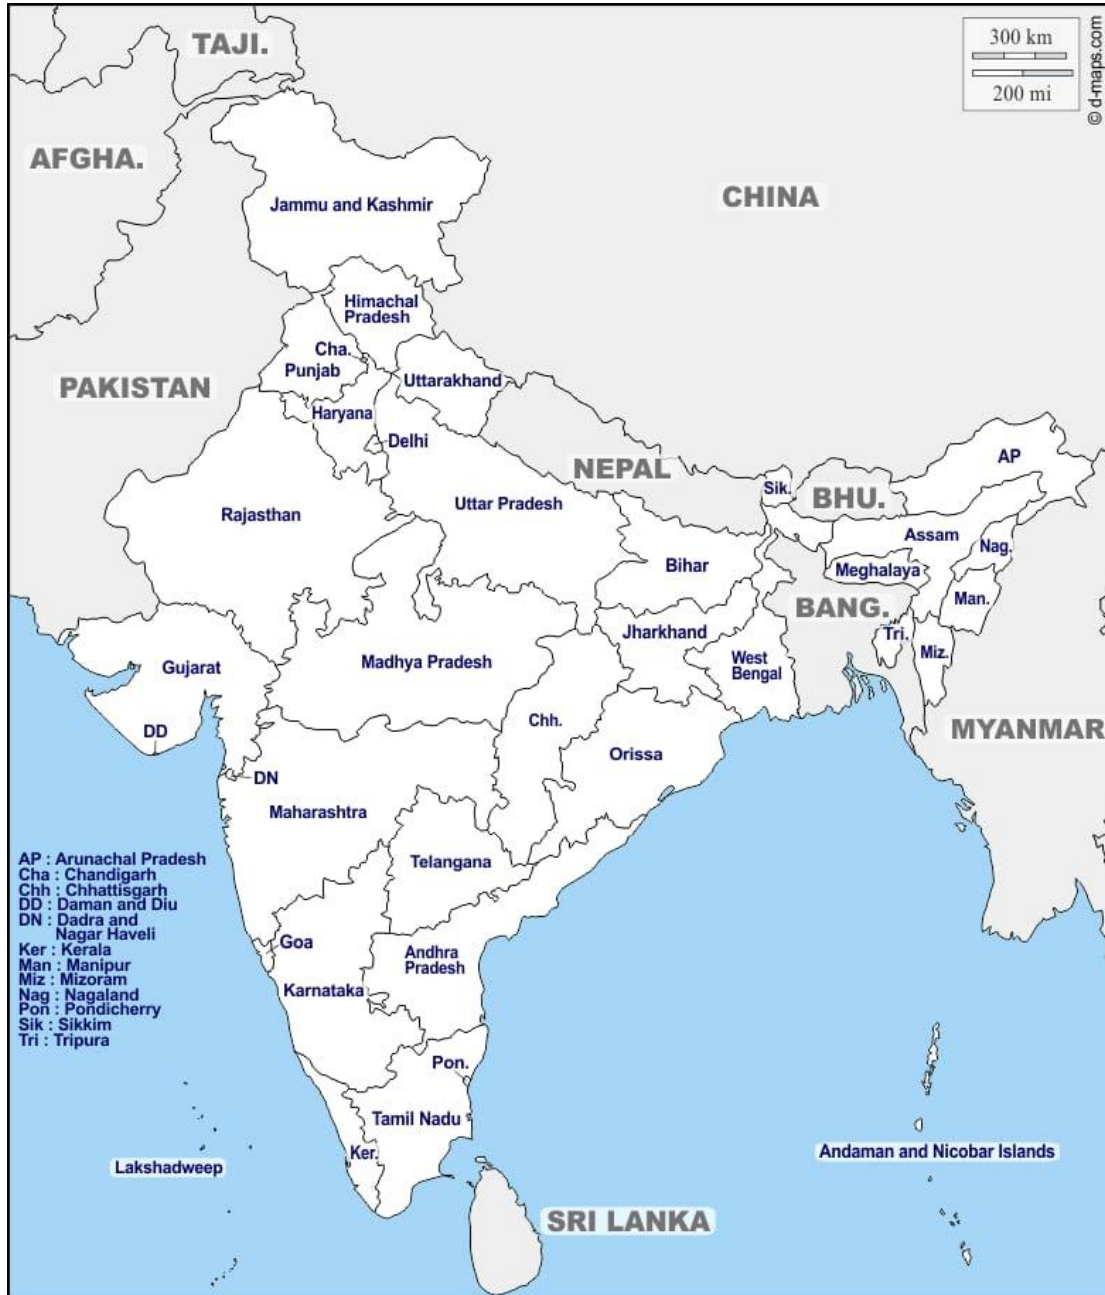 300 km
200 mi
© d-maps.com
TAJI.
AFGHA.
CHINA
Jammu and Kashmir
Himachal
Pradesh
Cha.
Punjab
Uttarakhand
PAKISTAN
Haryana
Delhi
NEPAL
AP
Sik.
BHU.
Uttar Pradesh
Rajasthan
Assam
Nag.
Bihar
Meghalaya
Man.
BANG.
Jharkhand
Tri.
Miz.
West
Bengal
Madhya Pradesh
Gujarat
Chh.
DD
MYANMAR
Orissa
DN
Maharashtra
Telangana
AP : Arunachal Pradesh
Cha : Chandigarh
Chh : Chhattisgarh
DD : Daman and Diu
DN : Dadra and
Nagar Haveli
Ker : Kerala
Man : Manipur
Miz : Mizoram
Nag : Nagaland
Pon : Pondicherry
Sik : Sikkim
Tri : Tripura
Goa
Andhra
Pradesh
Karnataka
Pon.
Tamil Nadu
Ker.
Lakshadweep
Andaman and Nicobar Islands
SRI LANKA